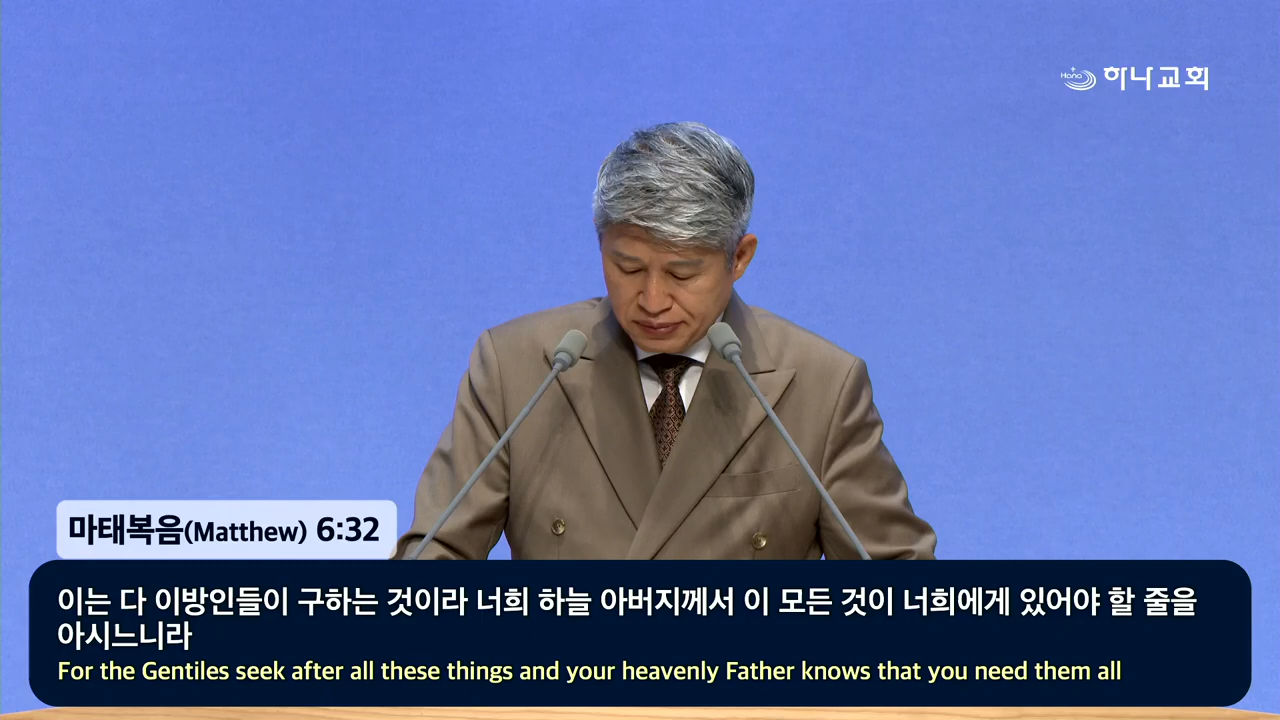 Hana 하나교회
마태복음(Matthew) 6:32
이는 다 이방인들이 구하는 것이라 너희 하늘 아버지께서 이 모든 것이 너희에게 있어야 할 줄을
아시느니라
For the Gentiles seek after all these things and your heavenly Father knows that you need them all